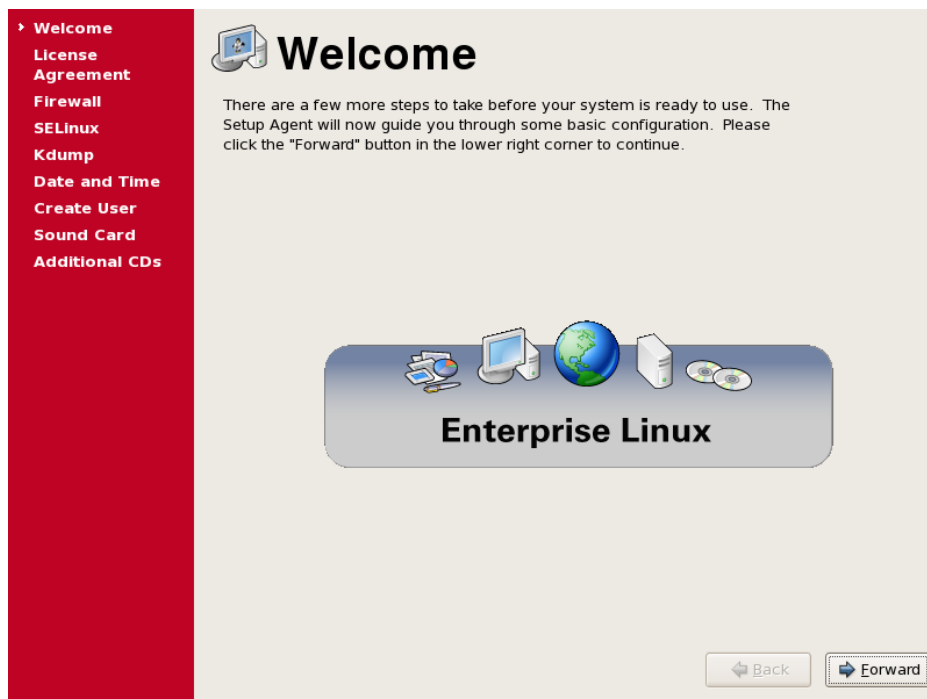 Welcome
License
Agreement
Firewall
SELinux
Kdump
Date and Time
Create User
Sound Card
Additional CDs
Welcome
There are a few more steps to take before your system is ready to use.  The
Setup Agent will now guide you through some basic configuration.  Please
click the "Forward" button in the lower right corner to continue.
Enterprise Linux
Back
Forward